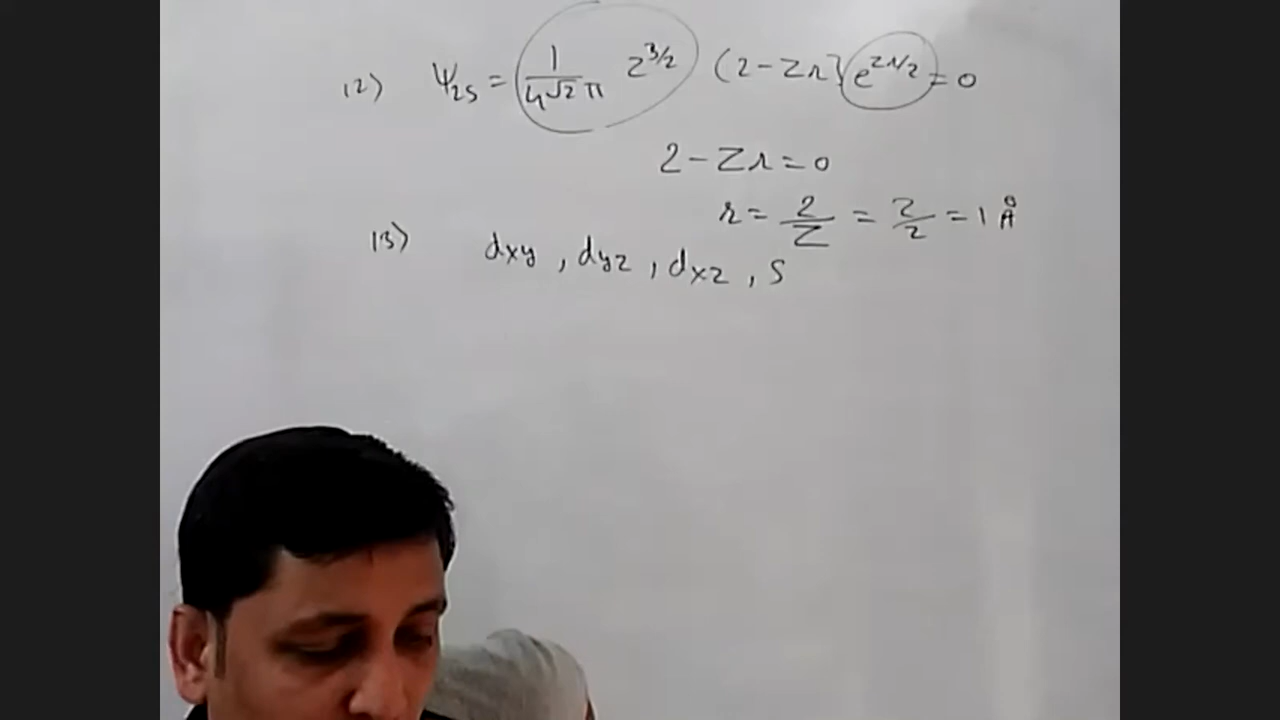 12) Ψ2s = (1/4√2π Z^3/2) (2 - Zr) e^Zr/2 = 0
2 - Zr = 0
r = 2/Z = 2/2 = 1 Å
13) dxy, dyz, dxz, s